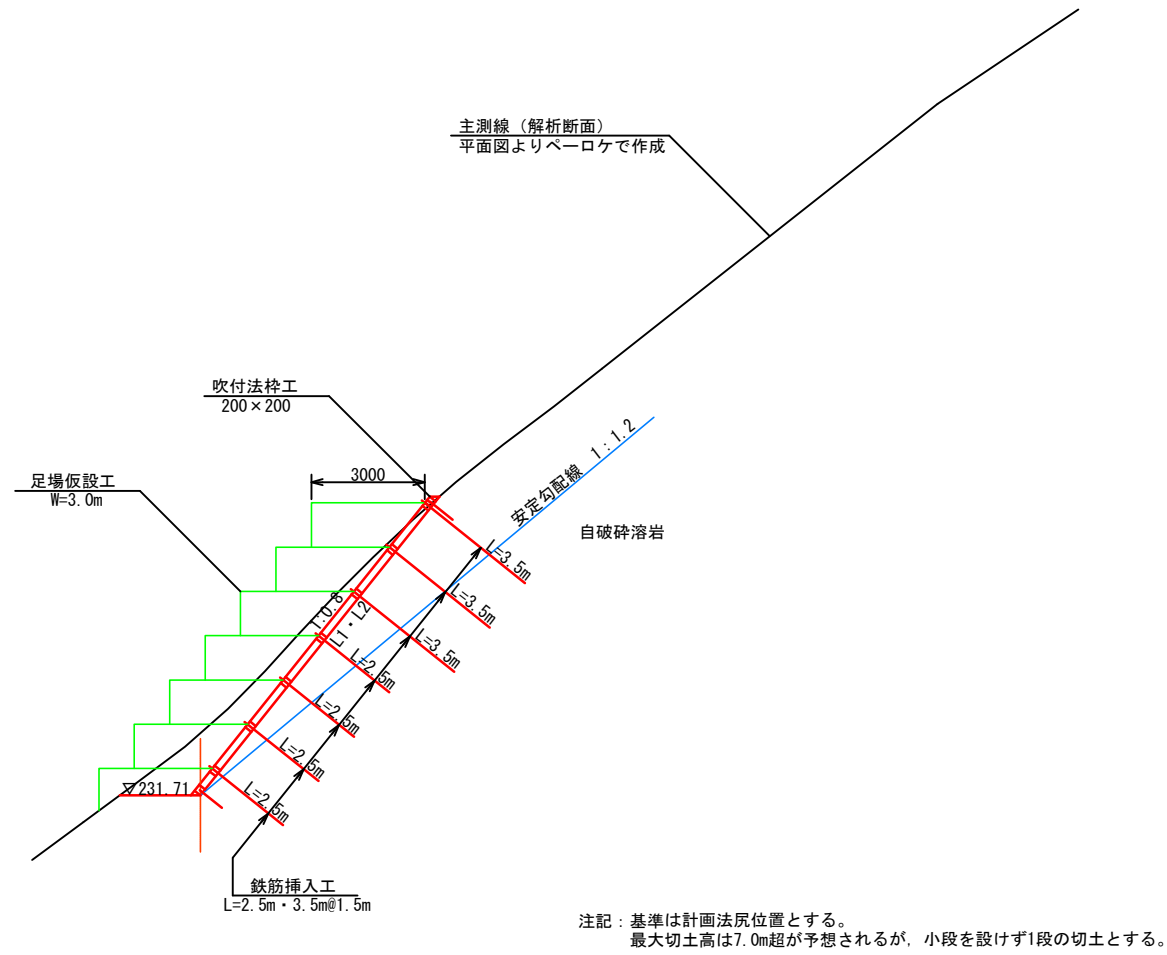 主測線（解析断面）
平面図よりペーロケで作成
吹付法枠工
200×200
足場仮設工
W=3.0m
3000
安定勾配線 1：1.2
自破砕溶岩
L=3.5m
L=3.5m
L=3.5m
1:0.8
L1・L2
L=2.5m
L=2.5m
L=2.5m
L=2.5m
▽231.71
鉄筋挿入工
L=2.5m・3.5m@1.5m
注記：基準は計画法尻位置とする。
最大切土高は7.0m超が予想されるが，小段を設けず1段の切土とする。